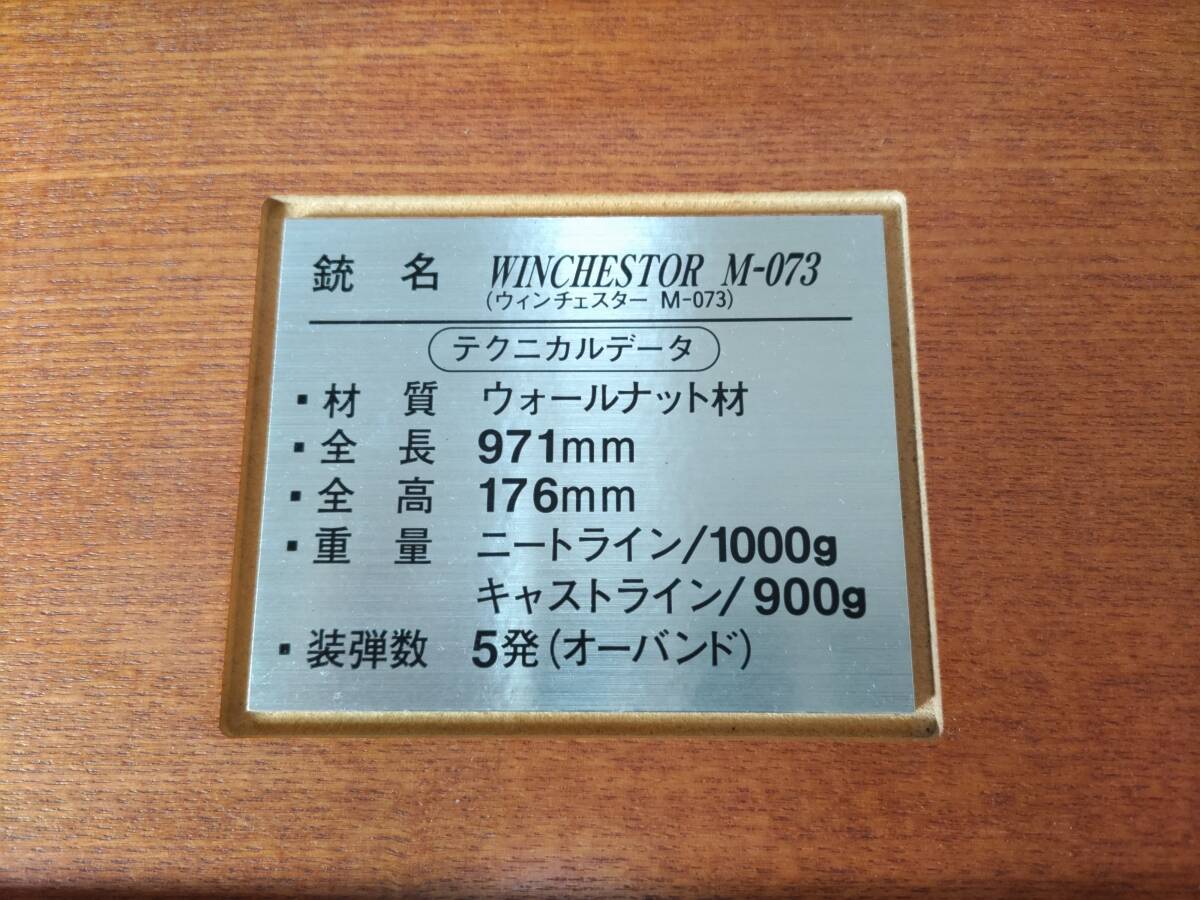 銃名 WINCHESTOR M-073
(ウィンチェスター M-073)
テクニカルデータ
・材質 ウォールナット材
・全長 971mm
・全高 176mm
・重量 ニートライン/1000g
キャストライン/900g
・装弾数 5発(オーバンド)